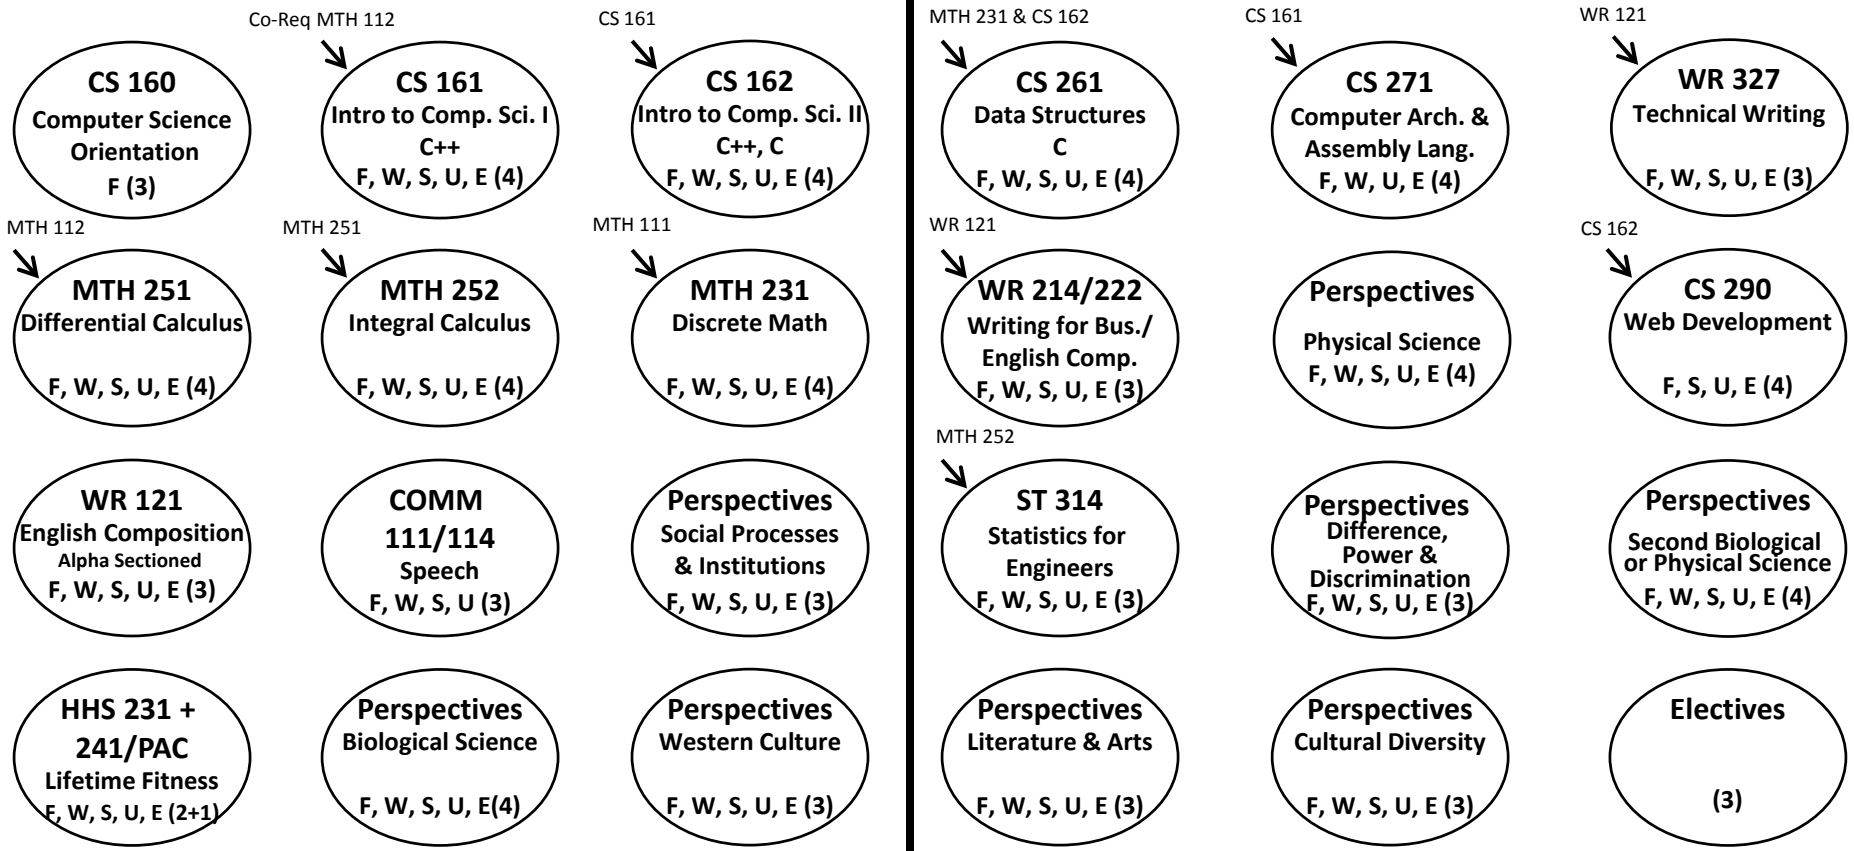 Co-Req MTH 112
CS 161
MTH 231 & CS 162
CS 161
WR 121
CS 160
Computer Science
Orientation
F (3)
CS 161
Intro to Comp. Sci. I
C++
F, W, S, U, E (4)
CS 162
Intro to Comp. Sci. II
C++, C
F, W, S, U, E (4)
CS 261
Data Structures
C
F, W, S, U, E (4)
CS 271
Computer Arch. &
Assembly Lang.
F, W, U, E (4)
WR 327
Technical Writing
F, W, S, U, E (3)
MTH 112
MTH 251
MTH 111
WR 121
CS 162
MTH 251
Differential Calculus
F, W, S, U, E (4)
MTH 252
Integral Calculus
F, W, S, U, E (4)
MTH 231
Discrete Math
F, W, S, U, E (4)
WR 214/222
Writing for Bus./
English Comp.
F, W, S, U, E (3)
Perspectives
Physical Science
F, W, S, U, E (4)
CS 290
Web Development
F, S, U, E (4)
MTH 252
WR 121
English Composition
Alpha Sectioned
F, W, S, U, E (3)
COMM
111/114
Speech
F, W, S, U (3)
Perspectives
Social Processes
& Institutions
F, W, S, U, E (3)
ST 314
Statistics for
Engineers
F, W, S, U, E (3)
Perspectives
Difference,
Power &
Discrimination
F, W, S, U, E (3)
Perspectives
Second Biological
or Physical Science
F, W, S, U, E (4)
HHS 231 +
241/PAC
Lifetime Fitness
F, W, S, U, E (2+1)
Perspectives
Biological Science
F, W, S, U, E(4)
Perspectives
Western Culture
F, W, S, U, E (3)
Perspectives
Literature & Arts
F, W, S, U, E (3)
Perspectives
Cultural Diversity
F, W, S, U, E (3)
Electives
(3)